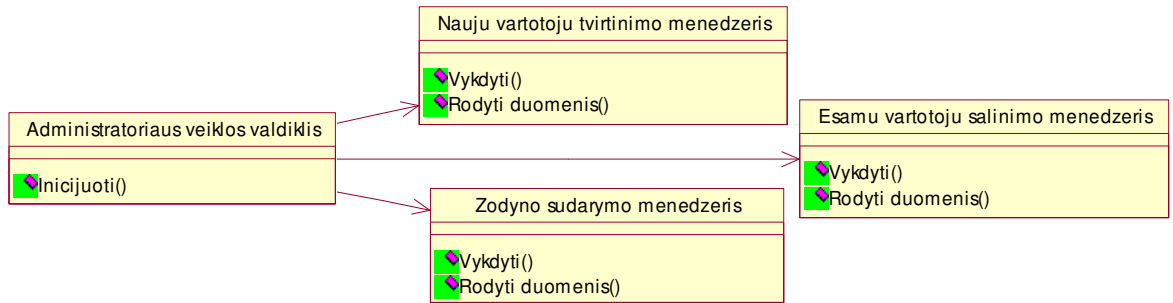 Nauju vartotoju tvirtinimo menedzeris
Vykdyti()
Rodyti duomenis()
Administratoriaus veiklos valdiklis
Inicijuoti()
Esamu vartotoju salinimo menedzeris
Vykdyti()
Rodyti duomenis()
Zodyno sudarymo menedzeris
Vykdyti()
Rodyti duomenis()